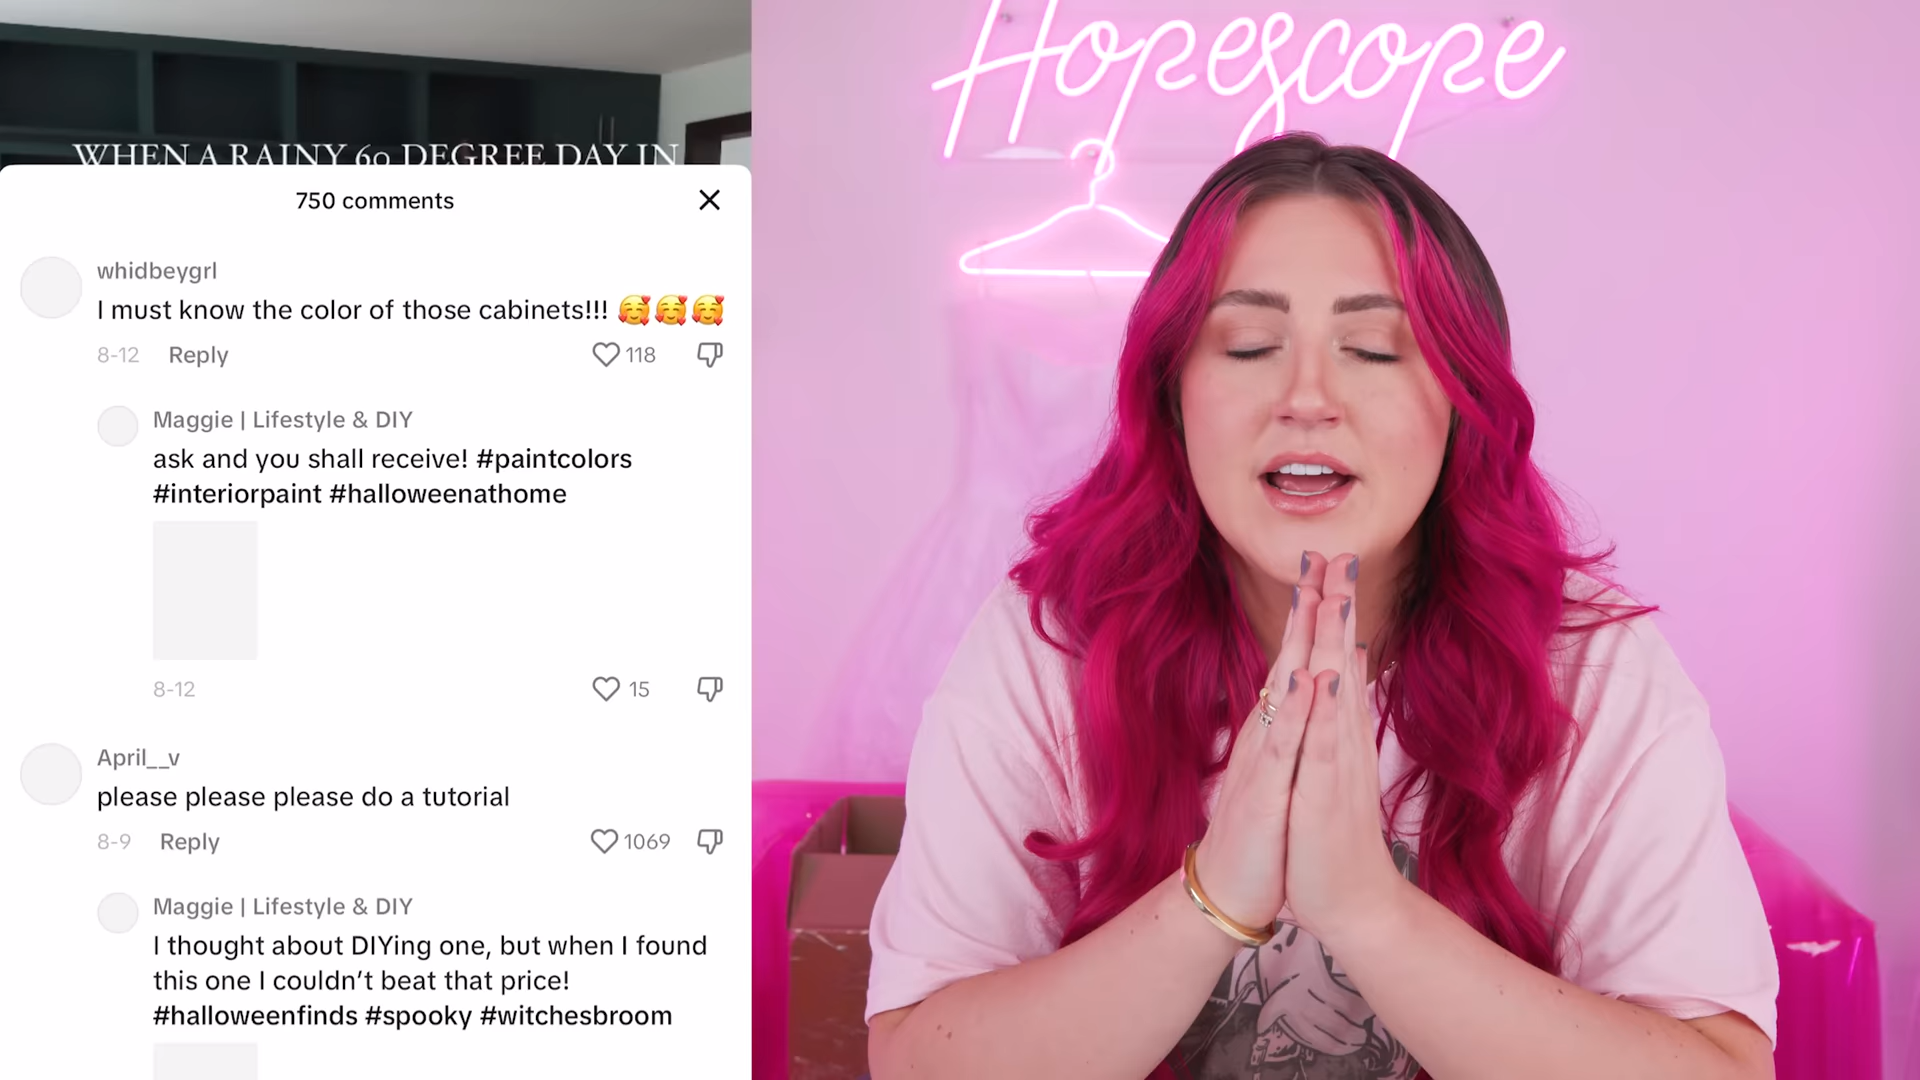 WHEN A RAINY 60 DEGREE DAY IN
750 comments
whidbeygrl
I must know the color of those cabinets!!! 🥰🥰🥰
8-12 Reply 118
Maggie | Lifestyle & DIY
ask and you shall receive! #paintcolors
#interiorpaint #halloweenathome
8-12 15
April__v
please please please do a tutorial
8-9 Reply 1069
Maggie | Lifestyle & DIY
I thought about DIYing one, but when I found
this one I couldn’t beat that price!
#halloweenfinds #spooky #witchesbroom
Hopescope